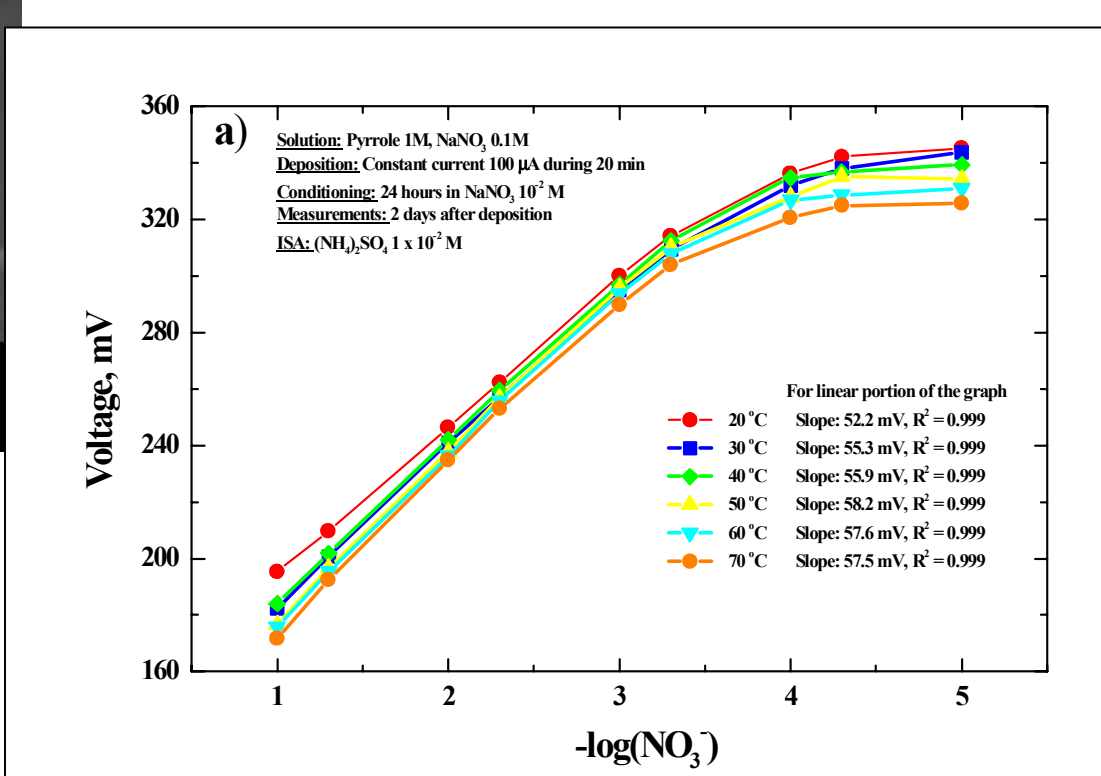 a)
Solution: Pyrrole 1M, NaNO₃ 0.1M
Deposition: Constant current 100 μA during 20 min
Conditioning: 24 hours in NaNO₃ 10⁻² M
Measurements: 2 days after deposition
ISA: (NH₄)₂SO₄ 1 x 10⁻² M
360
320
280
240
200
160
Voltage, mV
For linear portion of the graph
20 °C Slope: 52.2 mV, R² = 0.999
30 °C Slope: 55.3 mV, R² = 0.999
40 °C Slope: 55.9 mV, R² = 0.999
50 °C Slope: 58.2 mV, R² = 0.999
60 °C Slope: 57.6 mV, R² = 0.999
70 °C Slope: 57.5 mV, R² = 0.999
1 2 3 4 5
-log(NO₃⁻)